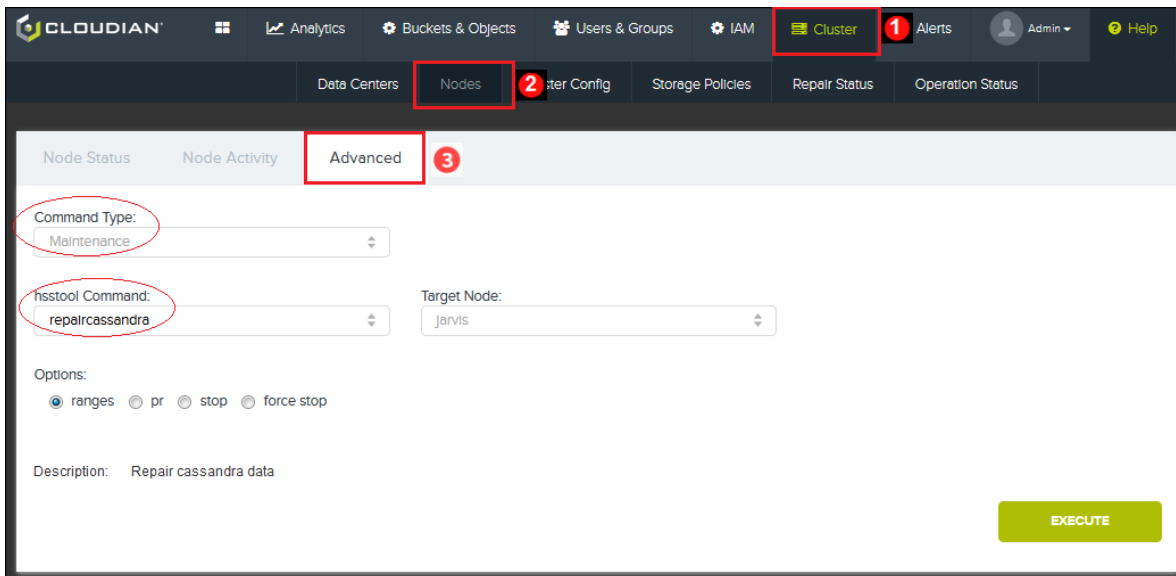 CLOUDIAN Analytics Buckets & Objects Users & Groups IAM Cluster 1 Alerts Admin Help
Data Centers Nodes 2 ster Config Storage Policies Repair Status Operation Status
Node Status Node Activity Advanced 3
Command Type:
Maintenance
hsstool Command: Target Node:
repaircassandra jarvis
Options:
ranges pr stop force stop
Description: Repair cassandra data
EXECUTE